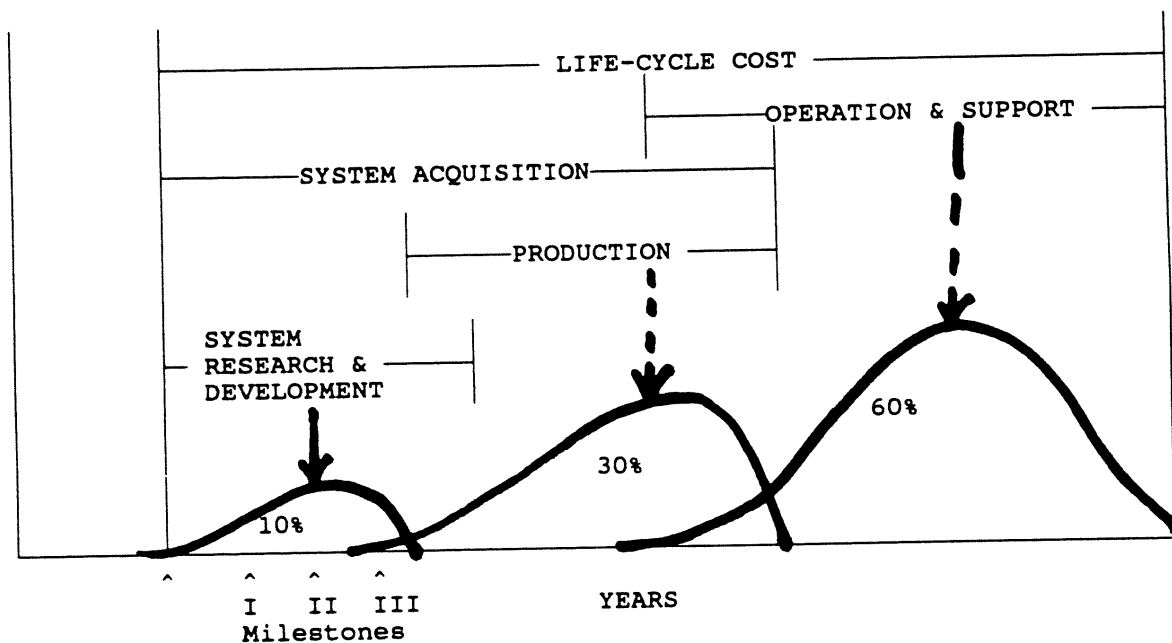 LIFE-CYCLE COST
OPERATION & SUPPORT
SYSTEM ACQUISITION
PRODUCTION
SYSTEM
RESEARCH &
DEVELOPMENT
60%
30%
10%
^ ^ ^ ^
I II III YEARS
Milestones